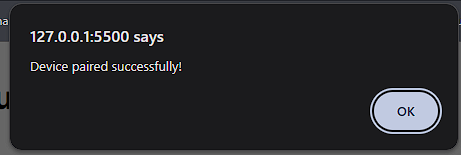 127.0.0.1:5500 says
Device paired successfully!
OK